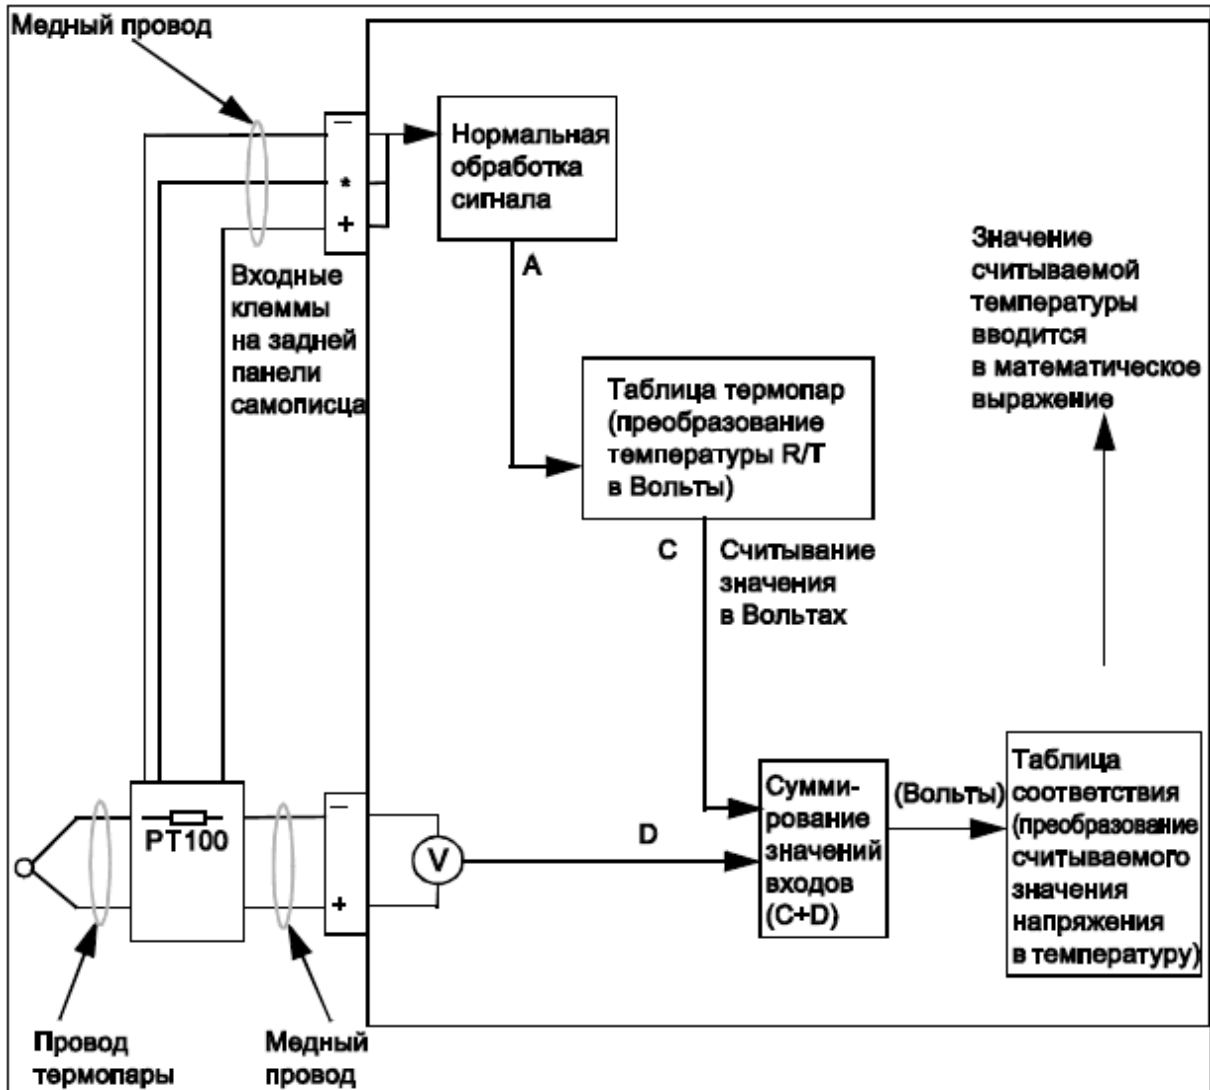 Медный провод
−
*
+
Нормальная
обработка
сигнала
A
Входные
клеммы
на задней
панели
самописца
Значение
считываемой
температуры
вводится
в математическое
выражение
Таблица термопар
(преобразование
температуры R/T
в Вольты)
C
Считывание
значения
в Вольтах
PT100
−
+
V
D
Сумми-
рование
значений
входов
(C+D)
(Вольты)
Таблица
соответствия
(преобразование
считываемого
значения
напряжения
в температуру)
Провод
термопары
Медный
провод